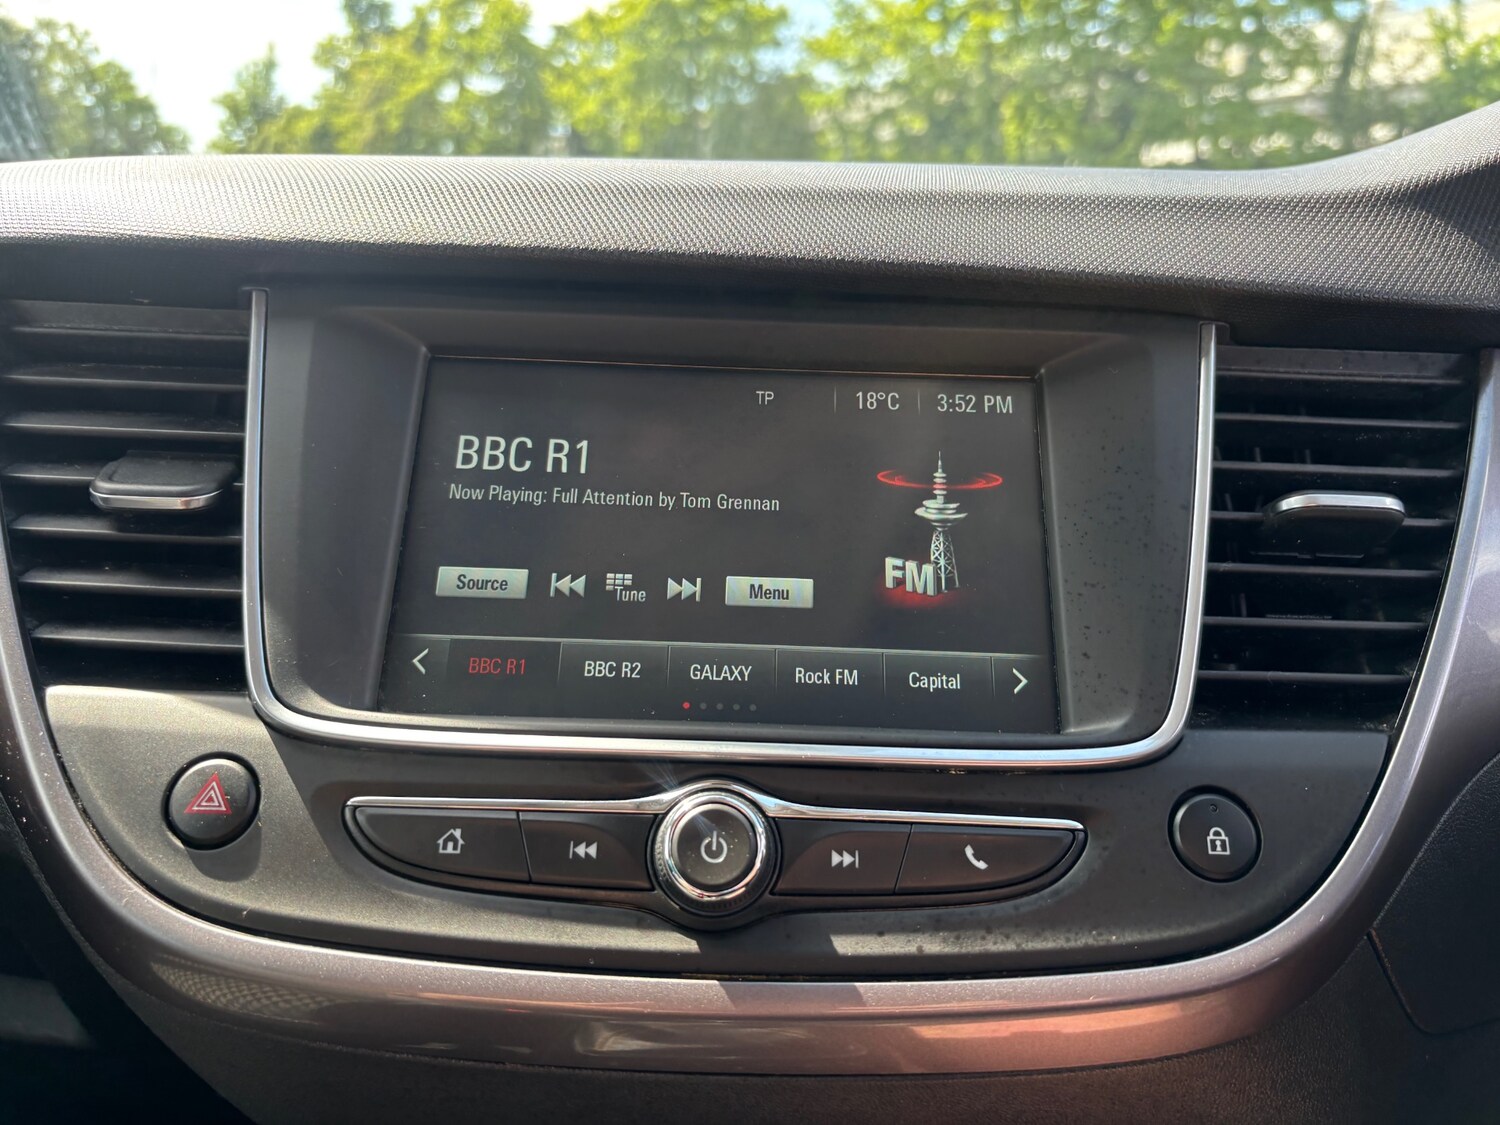 TP 18°C 3:52 PM
BBC R1
Now Playing: Full Attention by Tom Grennan
FM
Source Tune Menu
BBC R1 BBC R2 GALAXY Rock FM Capital